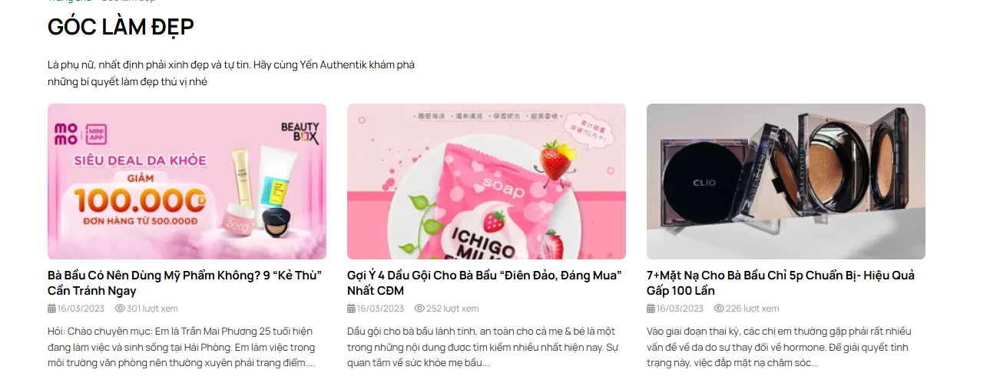 GÓC LÀM ĐẸP
Là phụ nữ, nhất định phải xinh đẹp và tự tin. Hãy cùng Yến Authentik khám phá
những bí quyết làm đẹp thú vị nhé
mo
mo
MINI
APP
BEAUTY
BOX
SIÊU DEAL DA KHỎE
GIẢM
100.000Đ
ĐƠN HÀNG TỪ 500.000Đ
zero
soap
ICHIGO
MILK
CLIO
Bà Bầu Có Nên Dùng Mỹ Phẩm Không? 9 “Kẻ Thù”
Cần Tránh Ngay
16/03/2023 301 lượt xem
Hỏi: Chào chuyên mục: Em là Trần Mai Phương 25 tuổi hiện
đang làm việc và sinh sống tại Hải Phòng. Em làm việc trong
môi trường văn phòng nên thường xuyên phải trang điểm....
Gợi Ý 4 Dầu Gội Cho Bà Bầu “Điên Đảo, Đáng Mua”
Nhất CĐM
16/03/2023 252 lượt xem
Dầu gội cho bà bầu lành tính, an toàn cho cả mẹ & bé là một
trong những nội dung được tìm kiếm nhiều nhất hiện nay. Sự
quan tâm về sức khỏe mẹ bầu...
7+Mặt Nạ Cho Bà Bầu Chỉ 5p Chuẩn Bị- Hiệu Quả
Gấp 100 Lần
16/03/2023 226 lượt xem
Vào giai đoạn thai kỳ, các chị em thường gặp phải rất nhiều
vấn đề về da do sự thay đổi về hormone. Để giải quyết tình
trạng này, việc đắp mặt nạ chăm sóc...